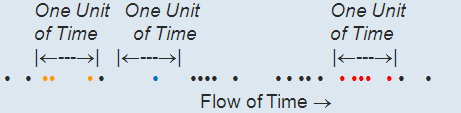 One Unit One Unit One Unit
of Time of Time of Time
|←---→| |←---→| |←---→|
Flow of Time →